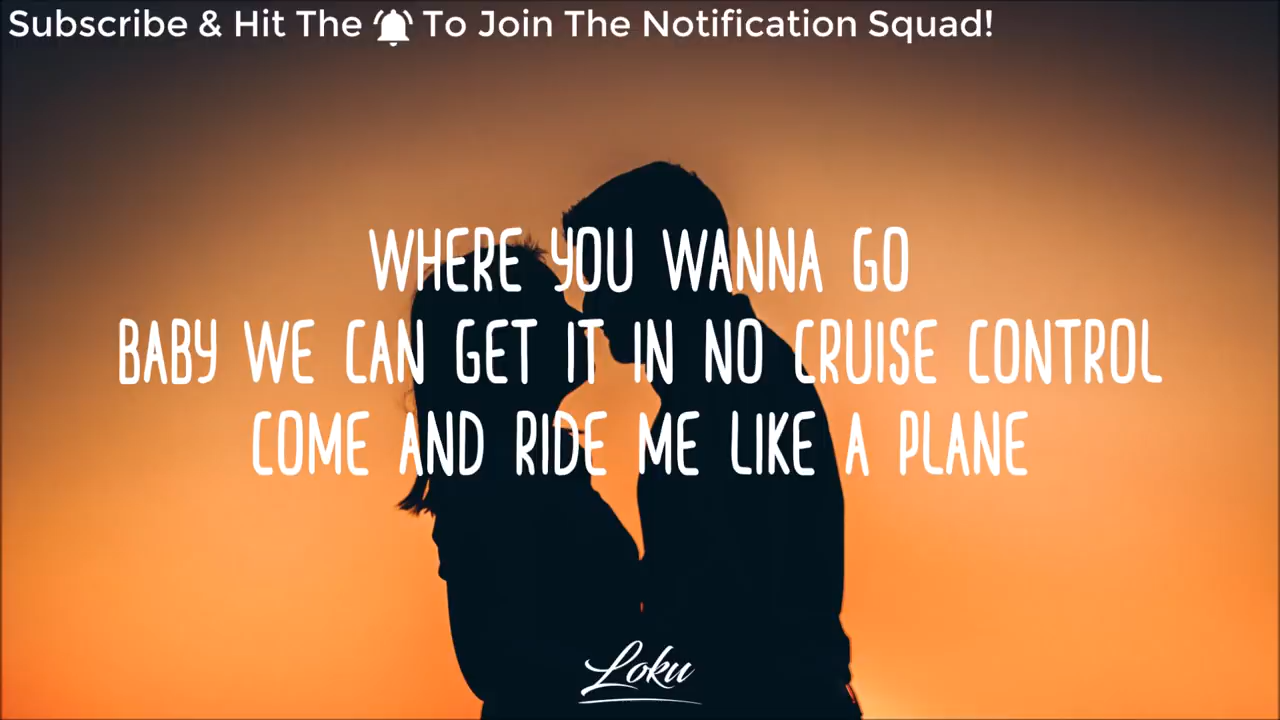 Subscribe & Hit The To Join The Notification Squad!
WHERE YOU WANNA GO
BABY WE CAN GET IT IN NO CRUISE CONTROL
COME AND RIDE ME LIKE A PLANE
Loku